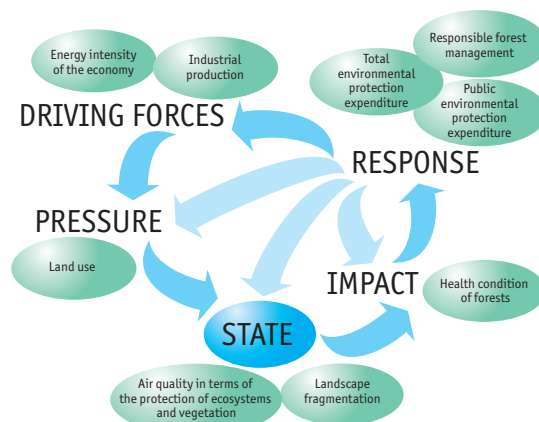 Energy intensity
of the economy
Industrial
production
Total
environmental
protection
expenditure
Responsible forest
management
Public
environmental
protection
expenditure
DRIVING FORCES
RESPONSE
PRESSURE
Land use
IMPACT
Health condition
of forests
STATE
Air quality in terms of
the protection of ecosystems
and vegetation
Landscape
fragmentation